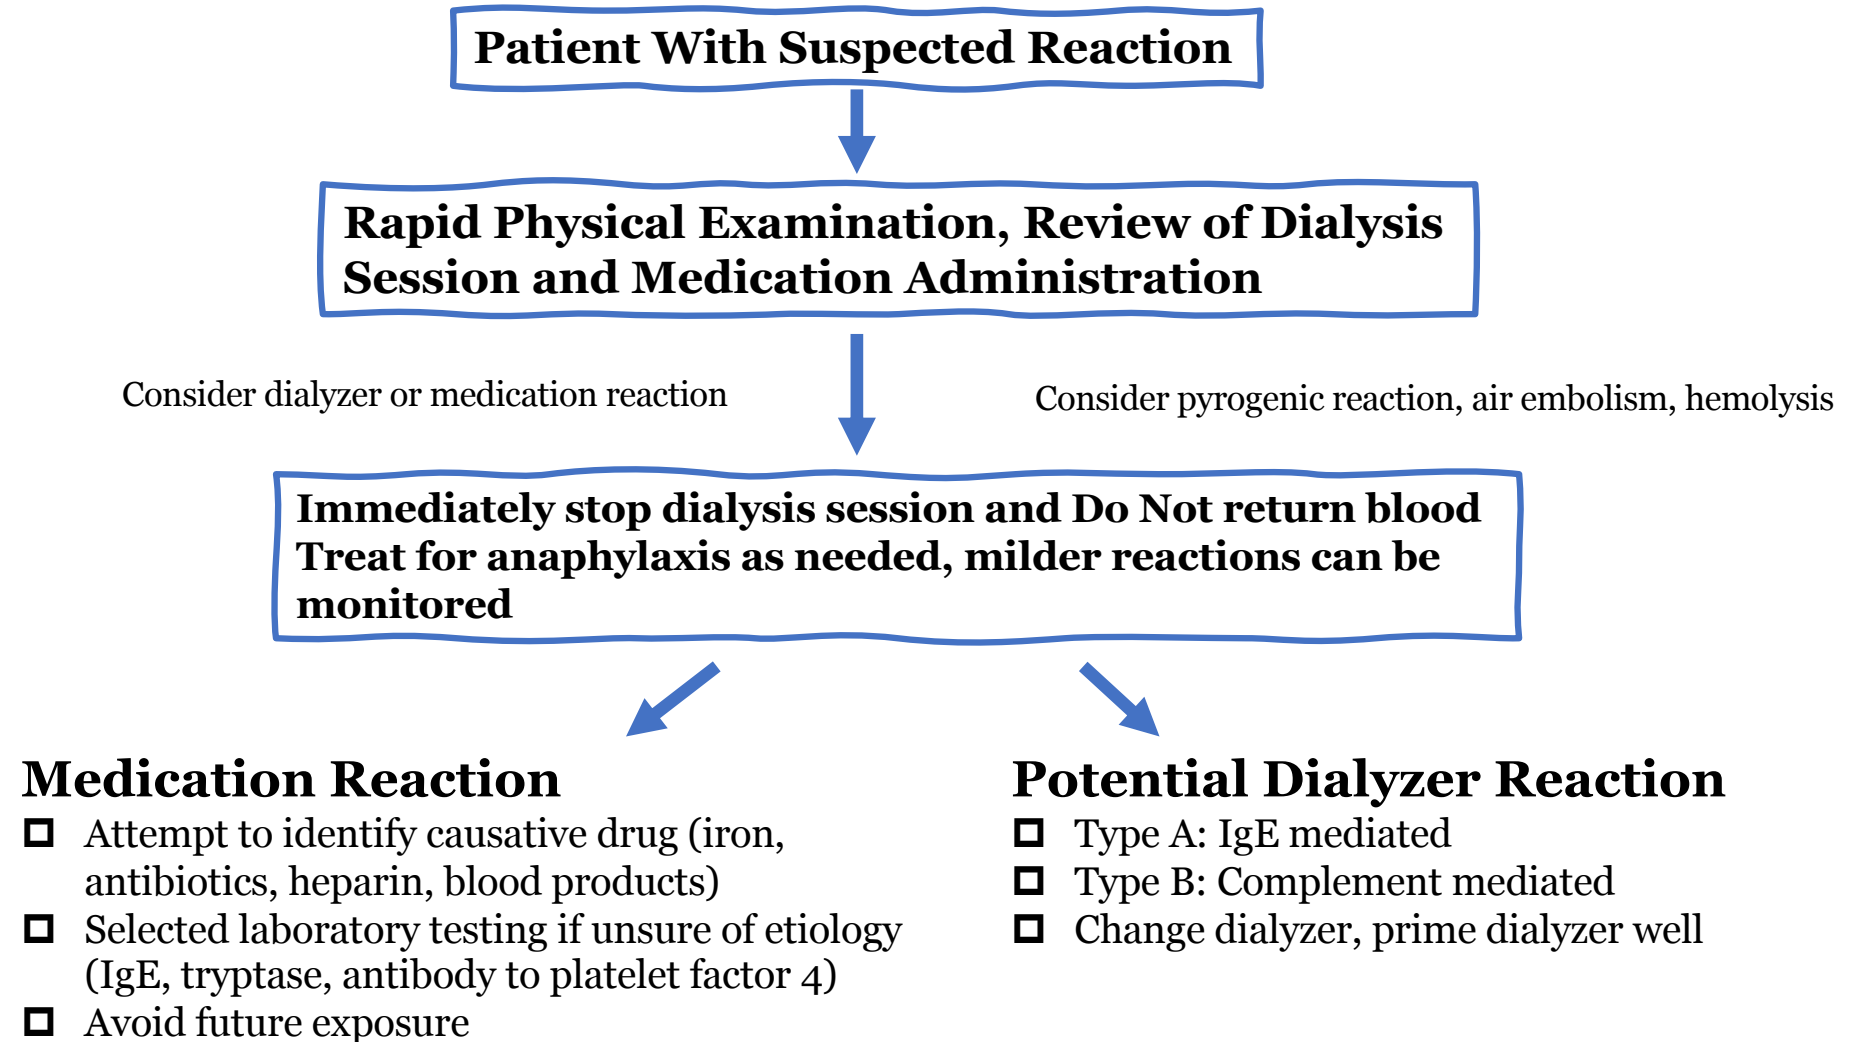 Patient With Suspected Reaction
Rapid Physical Examination, Review of Dialysis
Session and Medication Administration
Consider dialyzer or medication reaction
Consider pyrogenic reaction, air embolism, hemolysis
Immediately stop dialysis session and Do Not return blood
Treat for anaphylaxis as needed, milder reactions can be
monitored
Medication Reaction
Attempt to identify causative drug (iron,
antibiotics, heparin, blood products)
Selected laboratory testing if unsure of etiology
(IgE, tryptase, antibody to platelet factor 4)
Avoid future exposure
Potential Dialyzer Reaction
Type A: IgE mediated
Type B: Complement mediated
Change dialyzer, prime dialyzer well